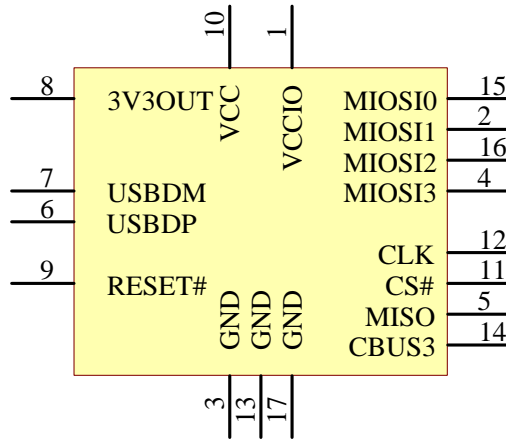 10
1
8
3V3OUT
VCC
VCCIO
MIOSI0
15
MIOSI1
2
MIOSI2
16
7
USBDM
MIOSI3
4
6
USBDP
CLK
12
9
RESET#
CS#
11
GND
GND
GND
MISO
5
CBUS3
14
3
13
17